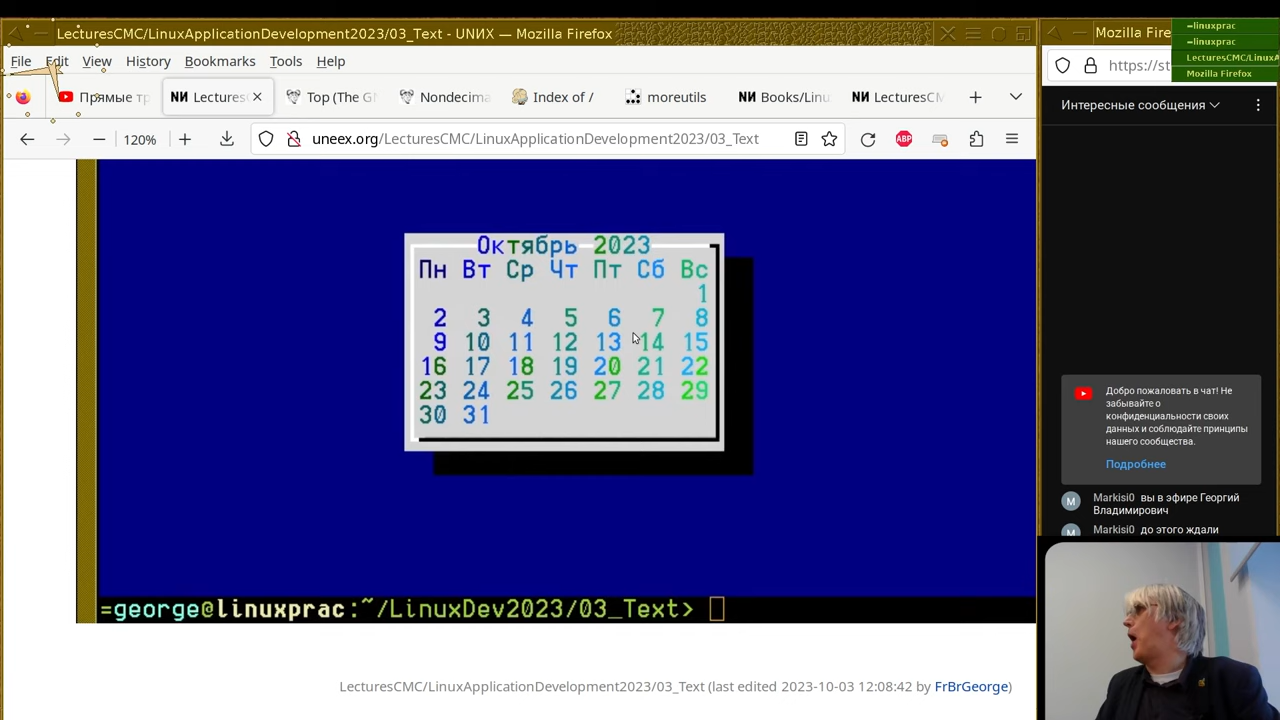 LecturesCMC/LinuxApplicationDevelopment2023/03_Text - UNИX — Mozilla Firefox
Mozilla Fire
=linuxprac
=linuxprac
LecturesCMC/LinuxA
Mozilla Firefox
File Edit View History Bookmarks Tools Help
https://st
Прямые тр
Lectures
Top (The G
Nondecima
Index of /
moreutils
Books/Linu
LecturesCM
120%
uneex.org/LecturesCMC/LinuxApplicationDevelopment2023/03_Text
ABP
Интересные сообщения
Октябрь 2023
Пн Вт Ср Чт Пт Сб Вс
1
2 3 4 5 6 7 8
9 10 11 12 13 14 15
16 17 18 19 20 21 22
23 24 25 26 27 28 29
30 31
=george@linuxprac:~/LinuxDev2023/03_Text>
LecturesCMC/LinuxApplicationDevelopment2023/03_Text (last edited 2023-10-03 12:08:42 by FrBrGeorge)
Добро пожаловать в чат! Не
забывайте о
конфиденциальности своих
данных и соблюдайте принципы
нашего сообщества.
Подробнее
M
Markisi0 вы в эфире Георгий
Владимирович
Markisi0 до этого ждали